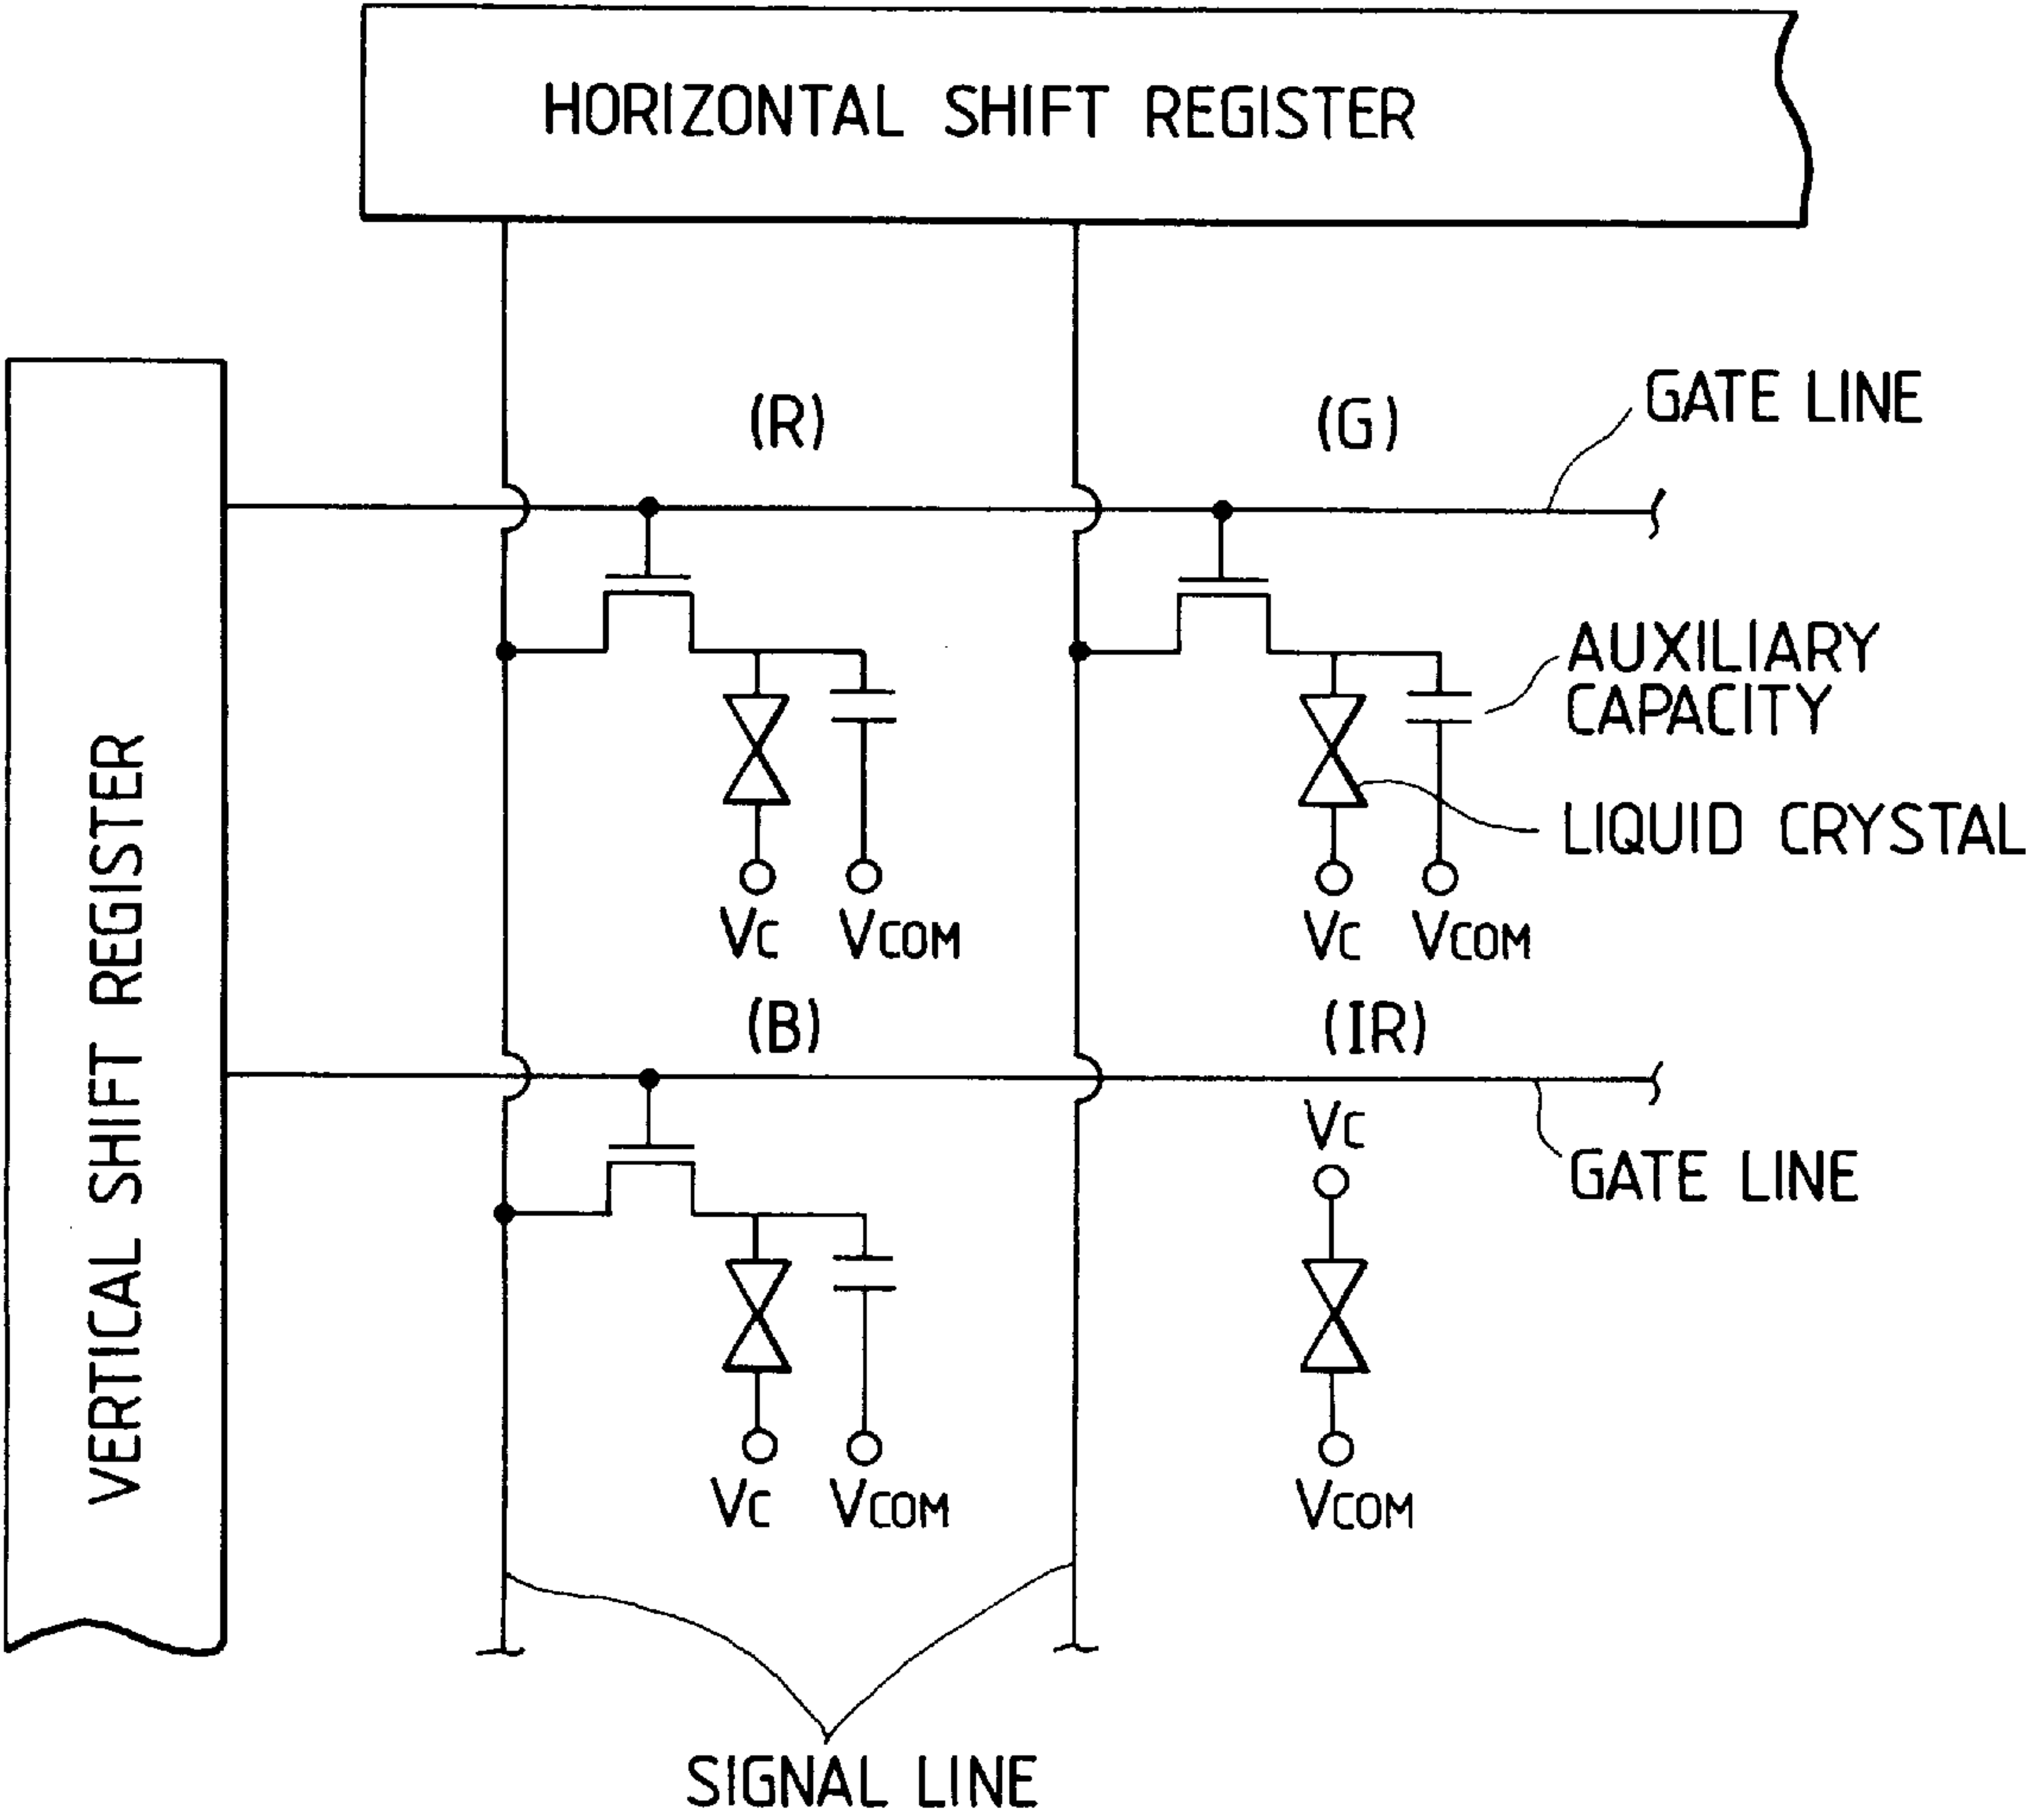 HORIZONTAL SHIFT REGISTER
(R)
(G)
GATE LINE
AUXILIARY
CAPACITY
LIQUID CRYSTAL
VC
VCOM
VC
VCOM
VERTICAL SHIFT REGISTER
(B)
(IR)
VC
GATE LINE
VC
VCOM
VCOM
SIGNAL LINE